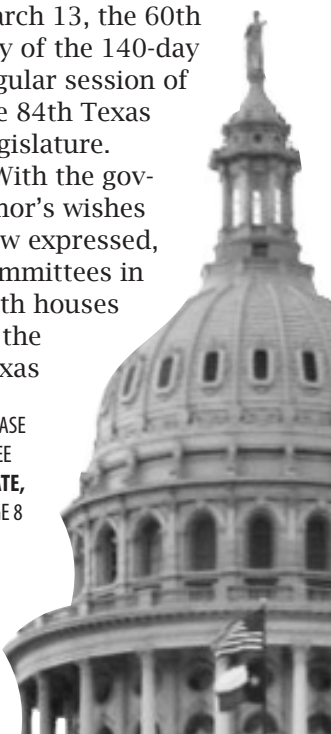 arch 13, the 60th
y of the 140-day
gular session of
e 84th Texas
gislature.
With the gov-
nor's wishes
w expressed,
mmittees in
th houses
the
xas
ASE
EE
ATE,
GE 8